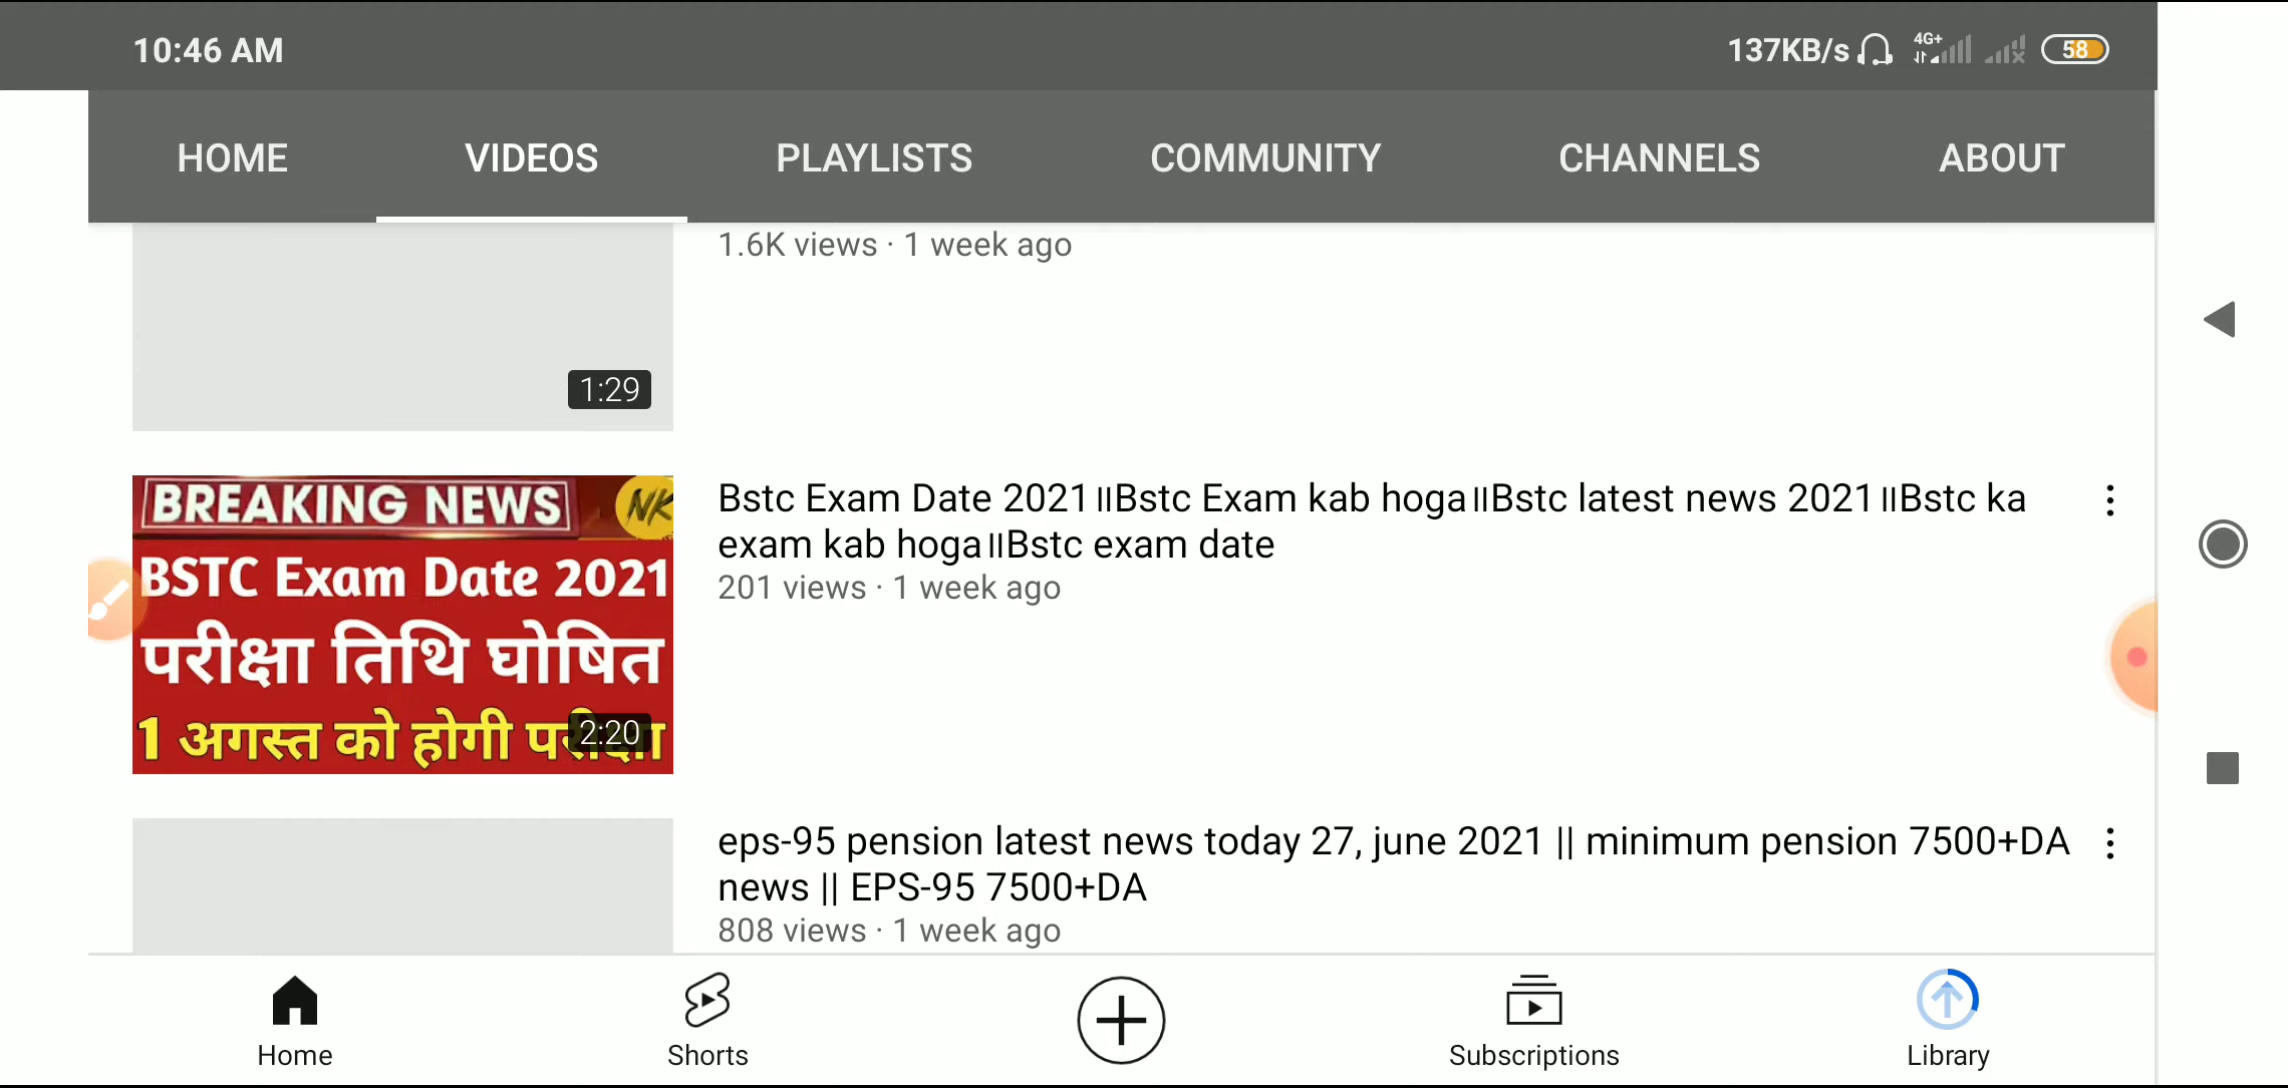 10:46 AM
137KB/s 4G+ 58
HOME VIDEOS PLAYLISTS COMMUNITY CHANNELS ABOUT
1.6K views · 1 week ago
1:29
BREAKING NEWS NK
BSTC Exam Date 2021
परीक्षा तिथि घोषित
1 अगस्त को होगी परीक्षा
2:20
Bstc Exam Date 2021॥Bstc Exam kab hoga॥Bstc latest news 2021॥Bstc ka
exam kab hoga॥Bstc exam date
201 views · 1 week ago
eps-95 pension latest news today 27, june 2021 || minimum pension 7500+DA
news || EPS-95 7500+DA
808 views · 1 week ago
Home Shorts Subscriptions Library